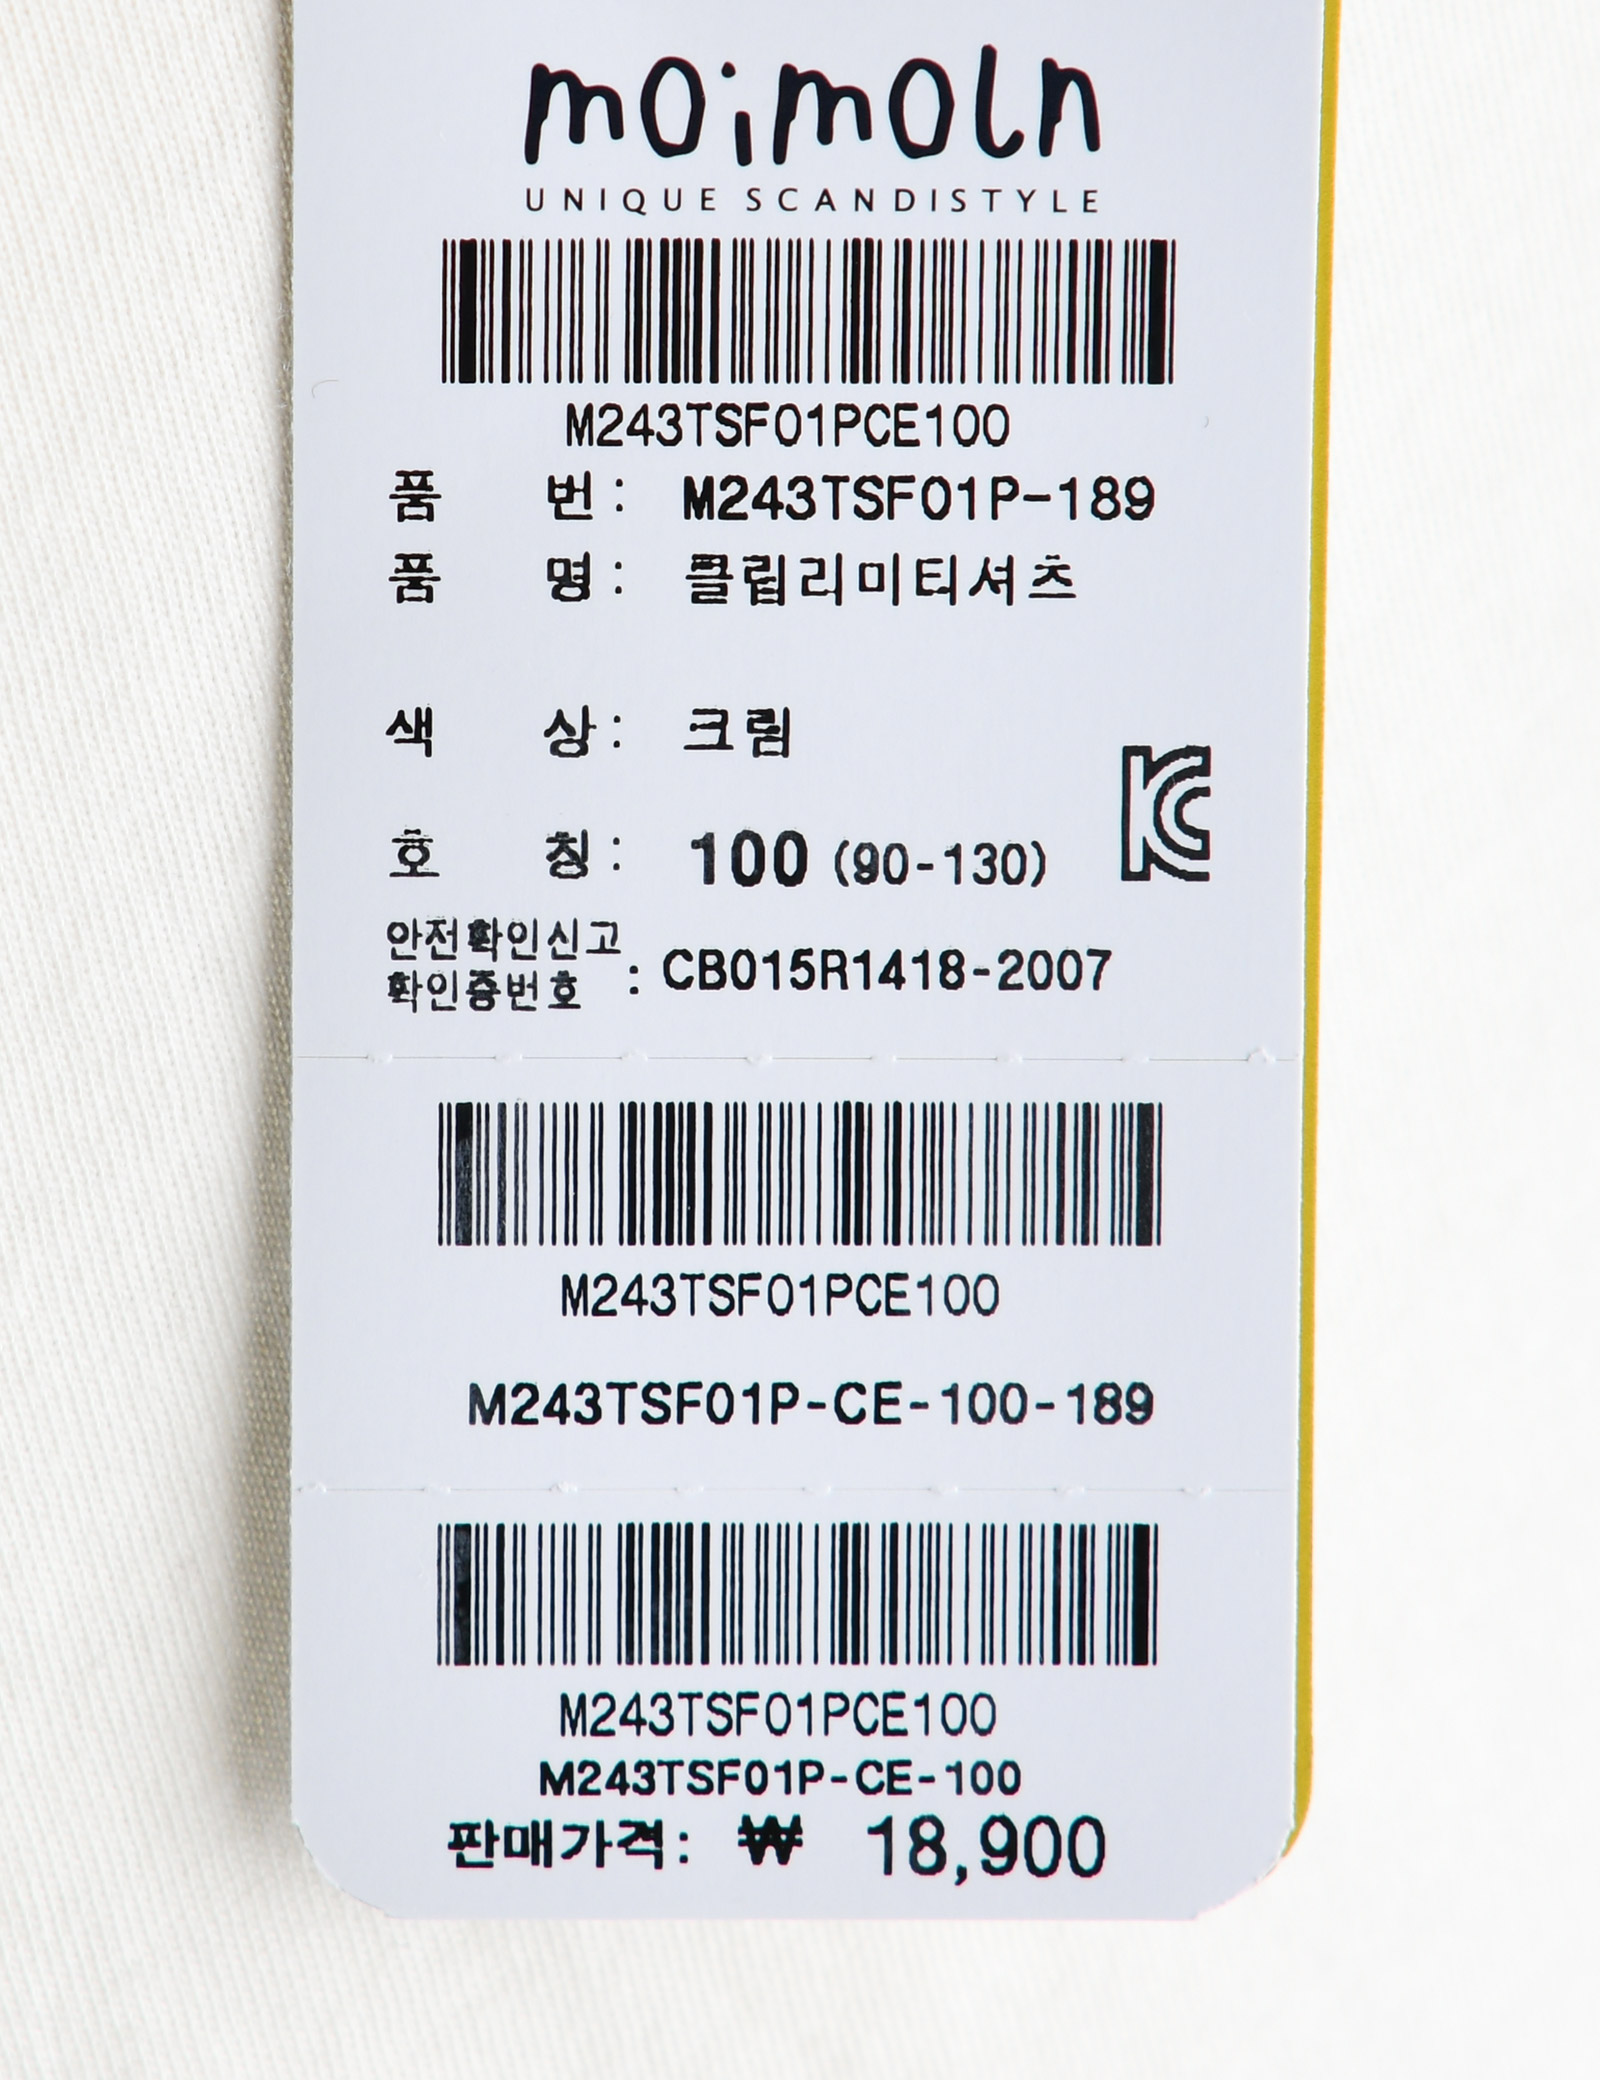 moimoln
UNIQUE SCANDISTYLE
M243TSF01PCE100
품 번 : M243TSF01P-189
품 명 : 클립리미티셔츠
색 상 : 크림
호 칭 : 100 (90-130)
안전확인신고
확인증번호 : CB015R1418-2007
M243TSF01PCE100
M243TSF01P-CE-100-189
M243TSF01PCE100
M243TSF01P-CE-100
판매가격: ₩ 18,900